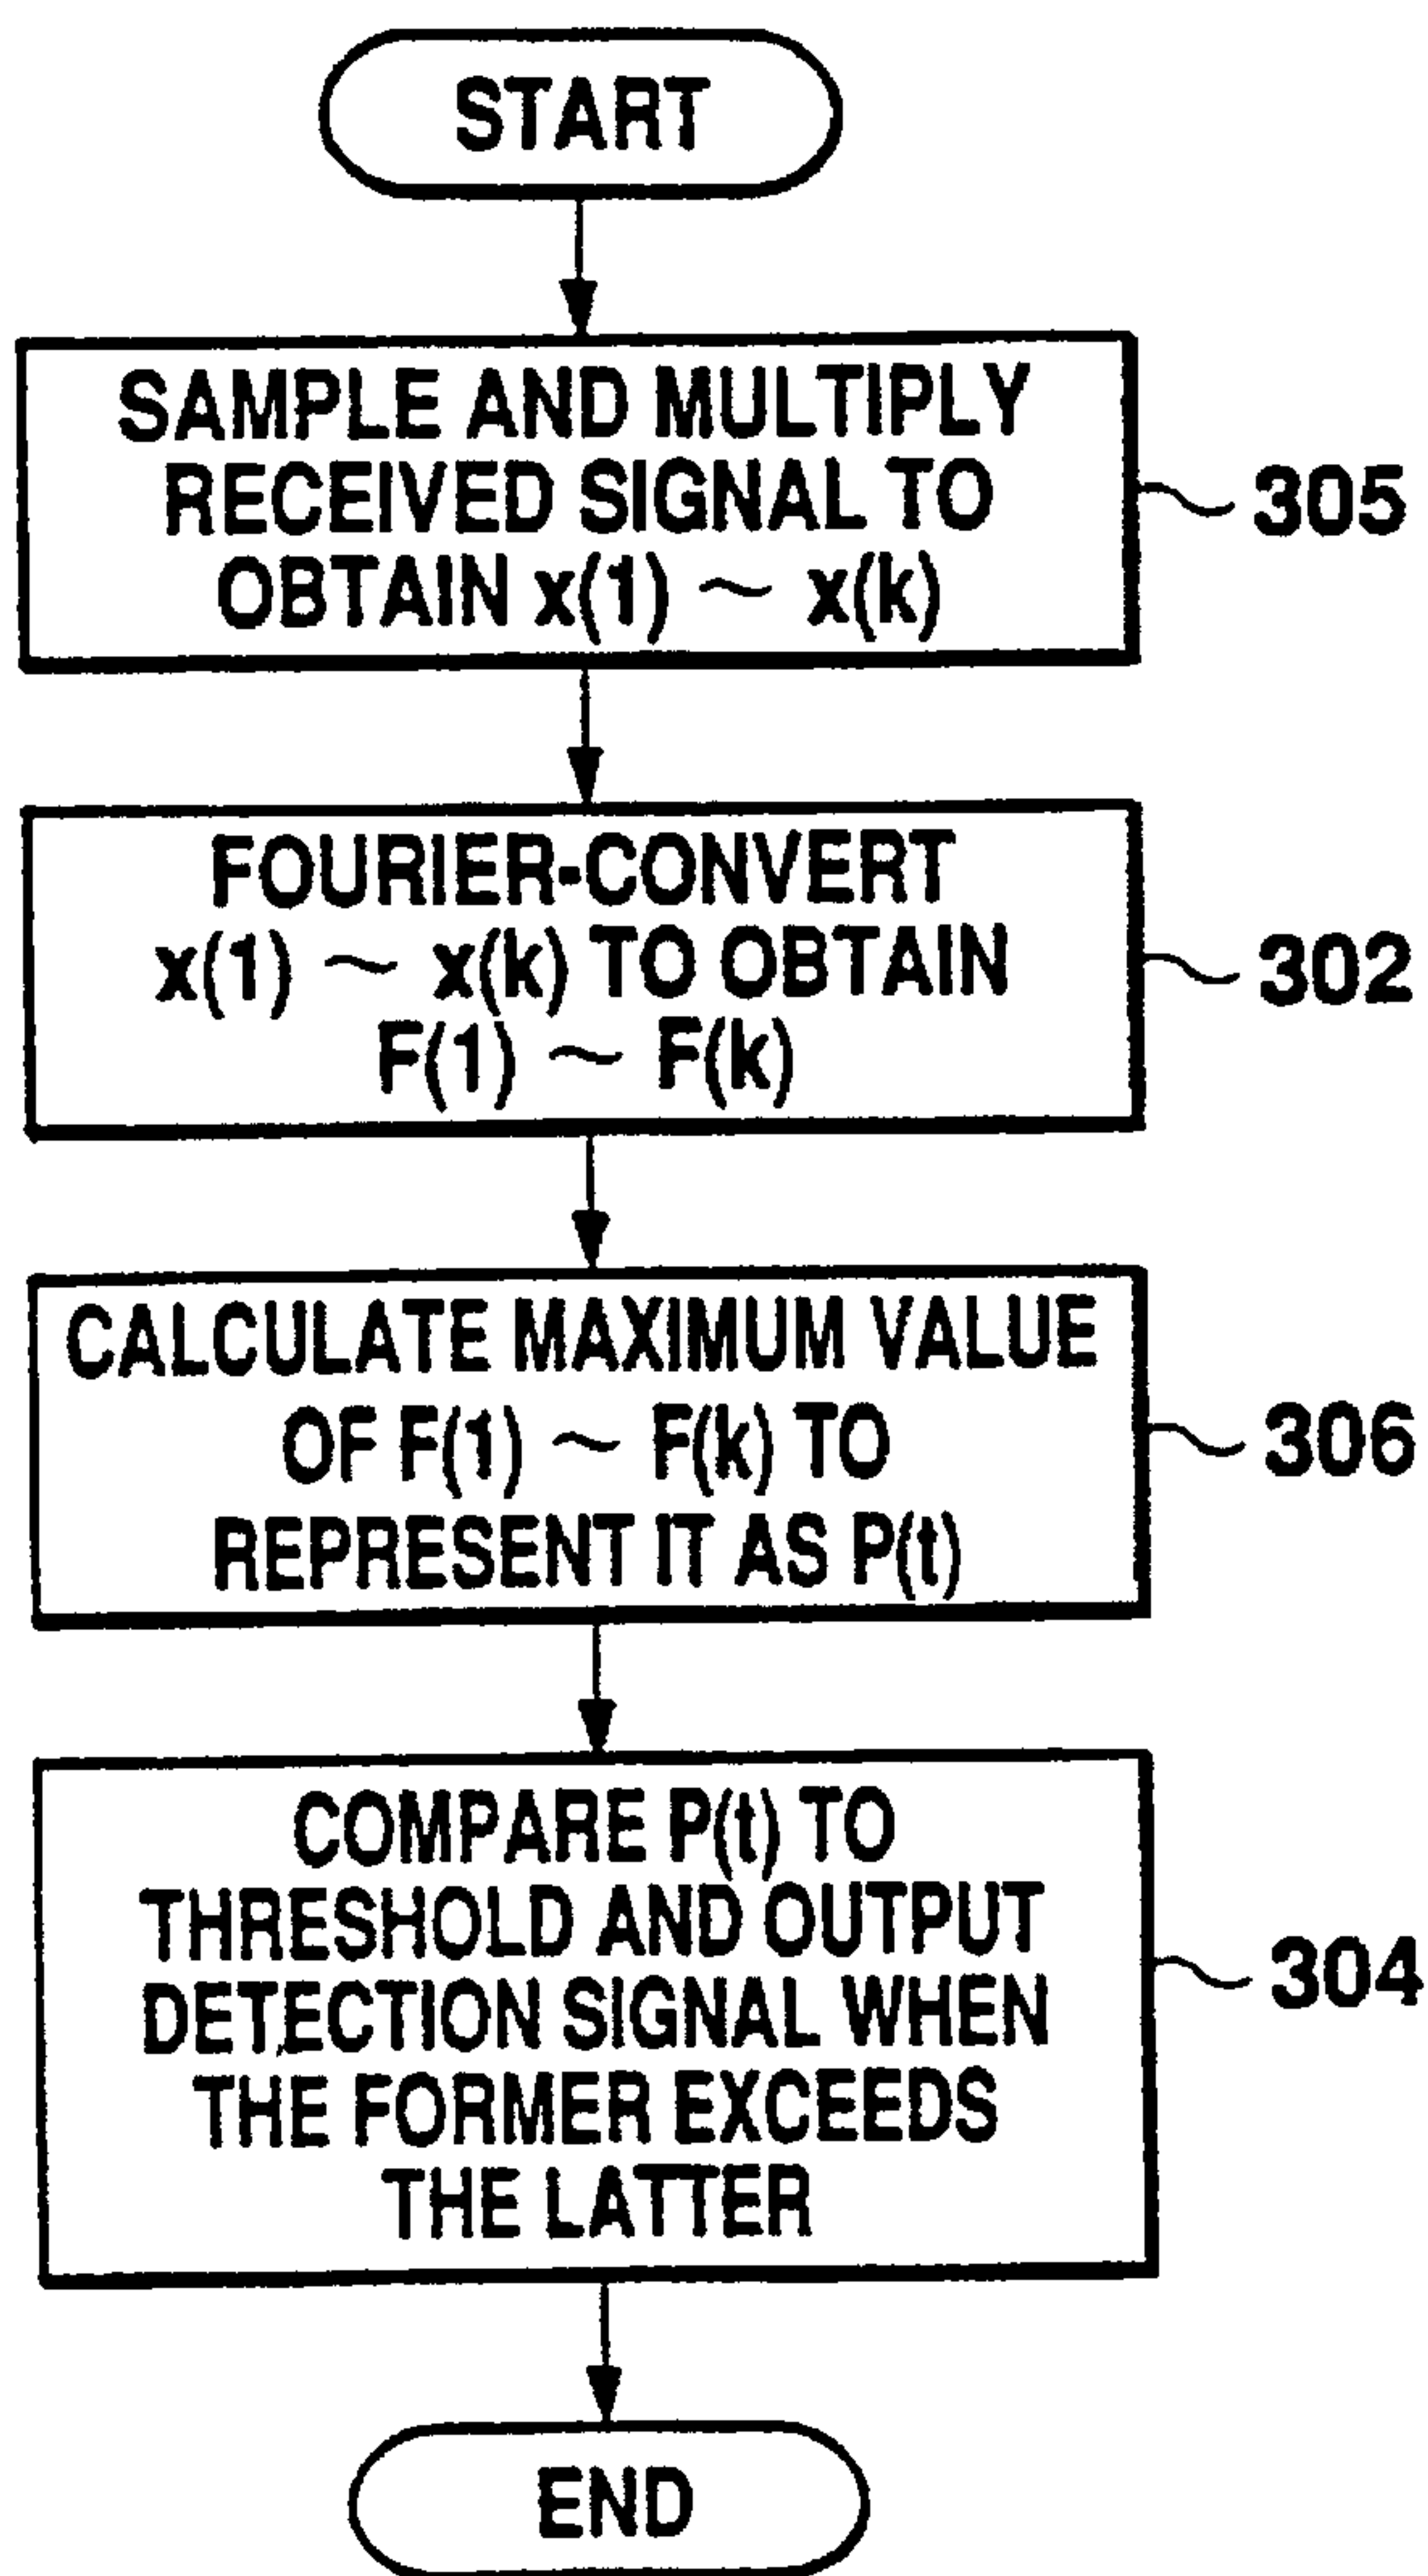 START
SAMPLE AND MULTIPLY
RECEIVED SIGNAL TO
OBTAIN x(1) ~ x(k)
305
FOURIER-CONVERT
x(1) ~ x(k) TO OBTAIN
F(1) ~ F(k)
302
CALCULATE MAXIMUM VALUE
OF F(1) ~ F(k) TO
REPRESENT IT AS P(t)
306
COMPARE P(t) TO
THRESHOLD AND OUTPUT
DETECTION SIGNAL WHEN
THE FORMER EXCEEDS
THE LATTER
304
END